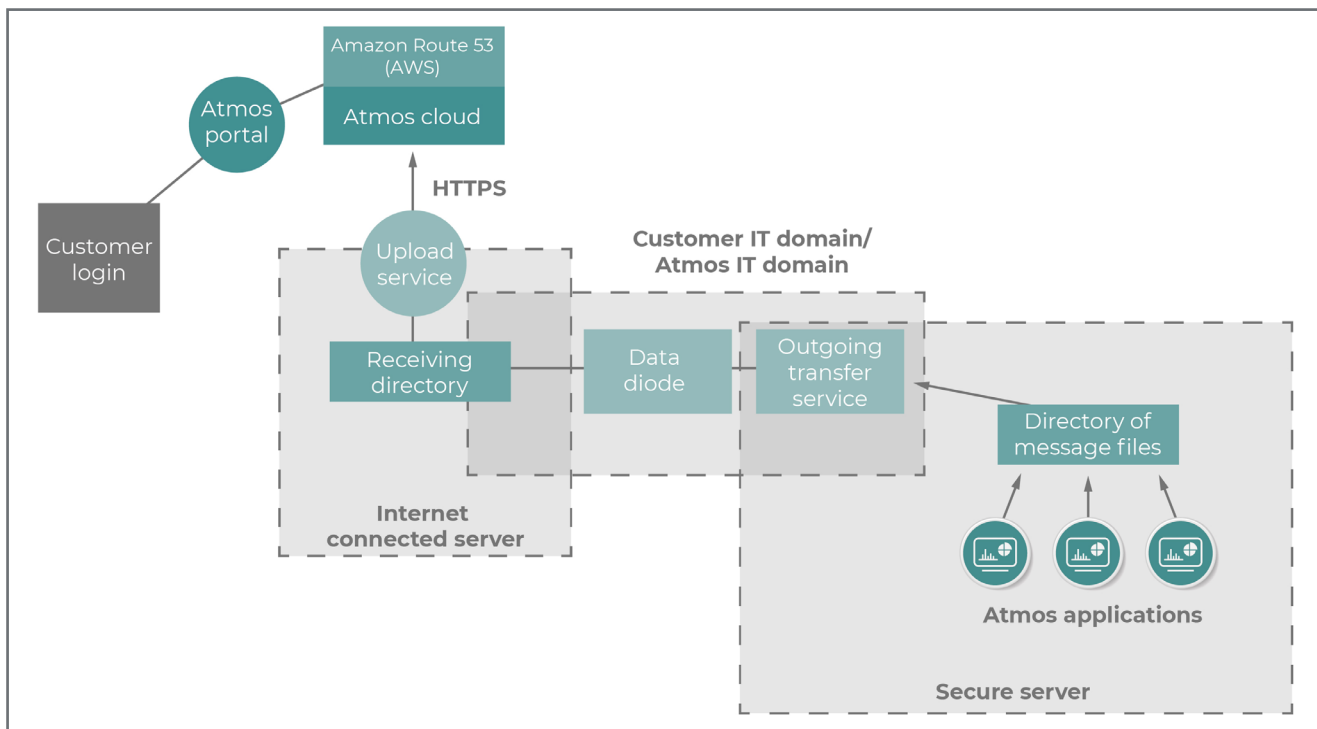 Amazon Route 53
(AWS)
Atmos cloud
Atmos
portal
HTTPS
Customer
login
Upload
service
Customer IT domain/
Atmos IT domain
Receiving
directory
Data
diode
Outgoing
transfer
service
Directory of
message files
Internet
connected server
Atmos applications
Secure server